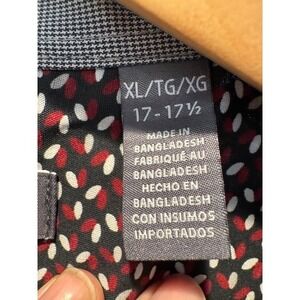 XL/TG/XG
17 - 17½
MADE IN
BANGLADESH
FABRIQUÉ AU
BANGLADESH
HECHO EN
BANGLADESH
CON INSUMOS
IMPORTADOS